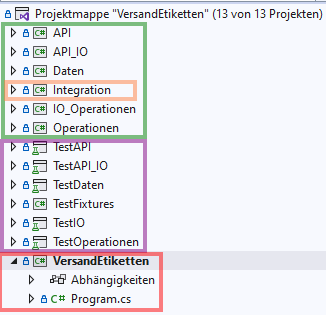 Projektmappe "VersandEtiketten" (13 von 13 Projekten)
API
API_IO
Daten
Integration
IO_Operationen
Operationen
TestAPI
TestAPI_IO
TestDaten
TestFixtures
TestIO
TestOperationen
VersandEtiketten
Abhängigkeiten
Program.cs